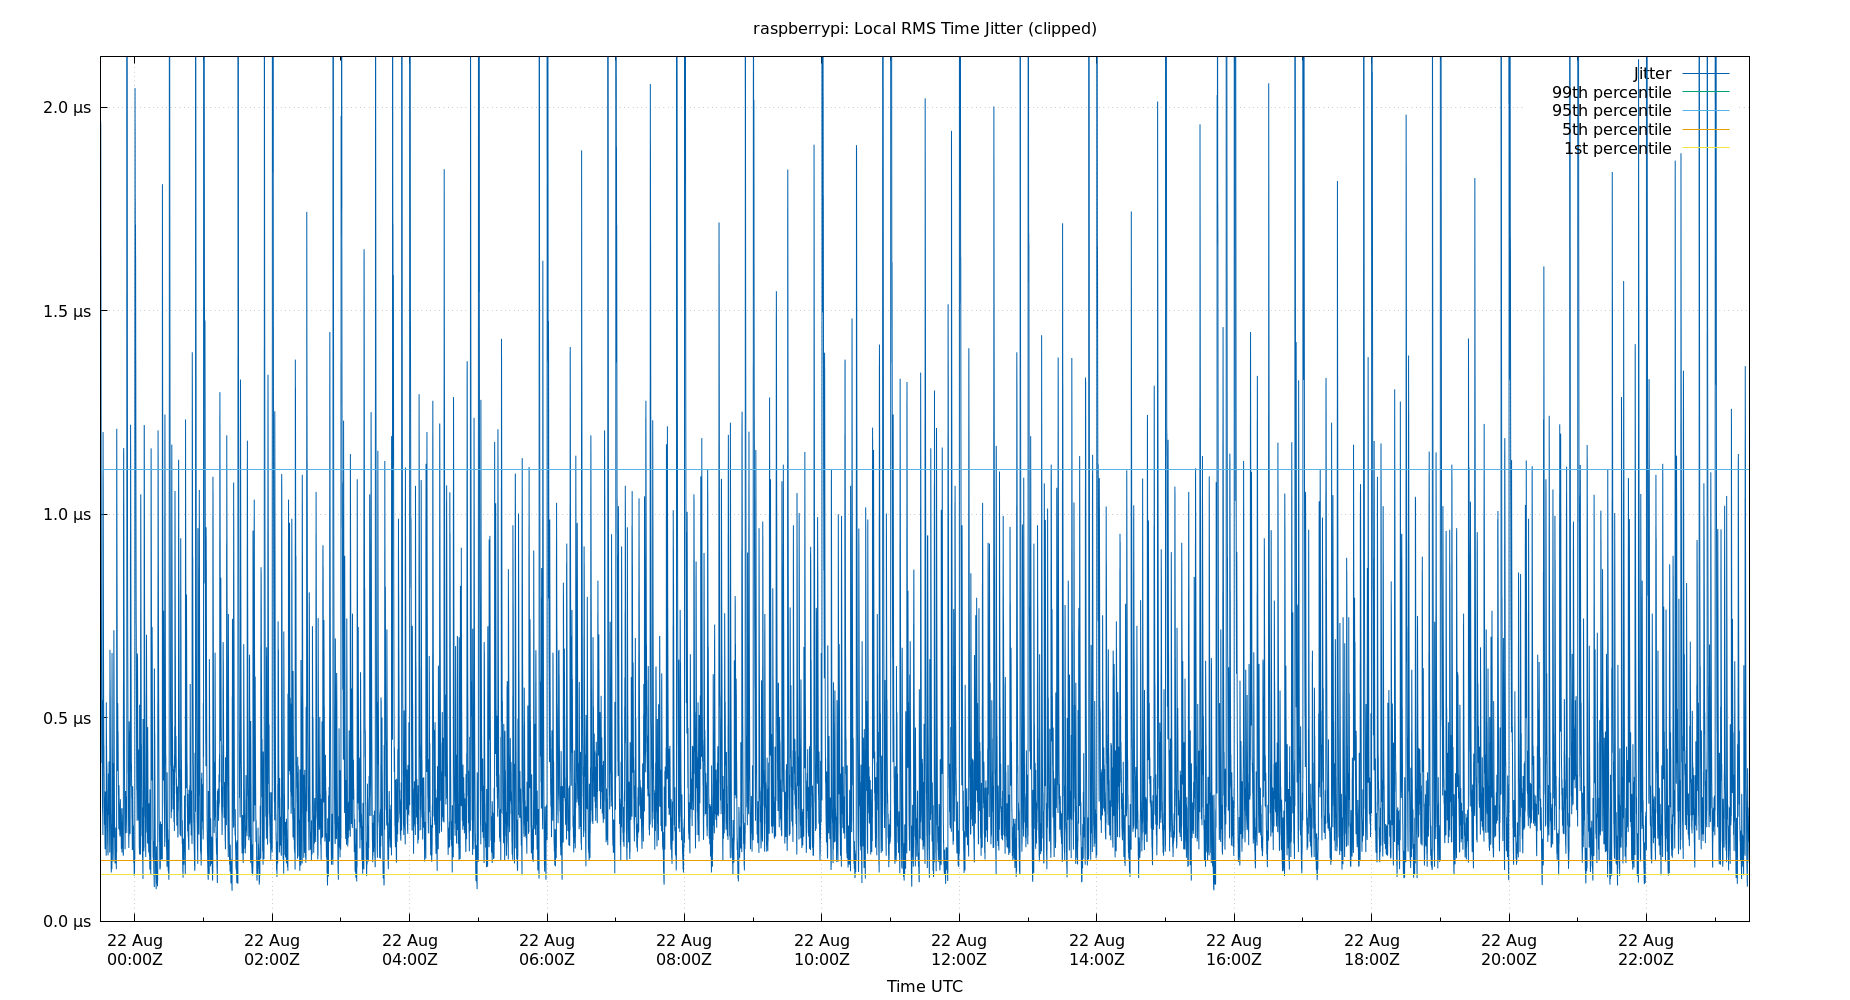 raspberrypi: Local RMS Time Jitter (clipped)
Jitter
99th percentile
95th percentile
5th percentile
1st percentile
2.0 μs
1.5 μs
1.0 μs
0.5 μs
0.0 μs
22 Aug 22 Aug 22 Aug 22 Aug 22 Aug 22 Aug 22 Aug 22 Aug 22 Aug 22 Aug 22 Aug 22 Aug
00:00Z 02:00Z 04:00Z 06:00Z 08:00Z 10:00Z 12:00Z 14:00Z 16:00Z 18:00Z 20:00Z 22:00Z
Time UTC